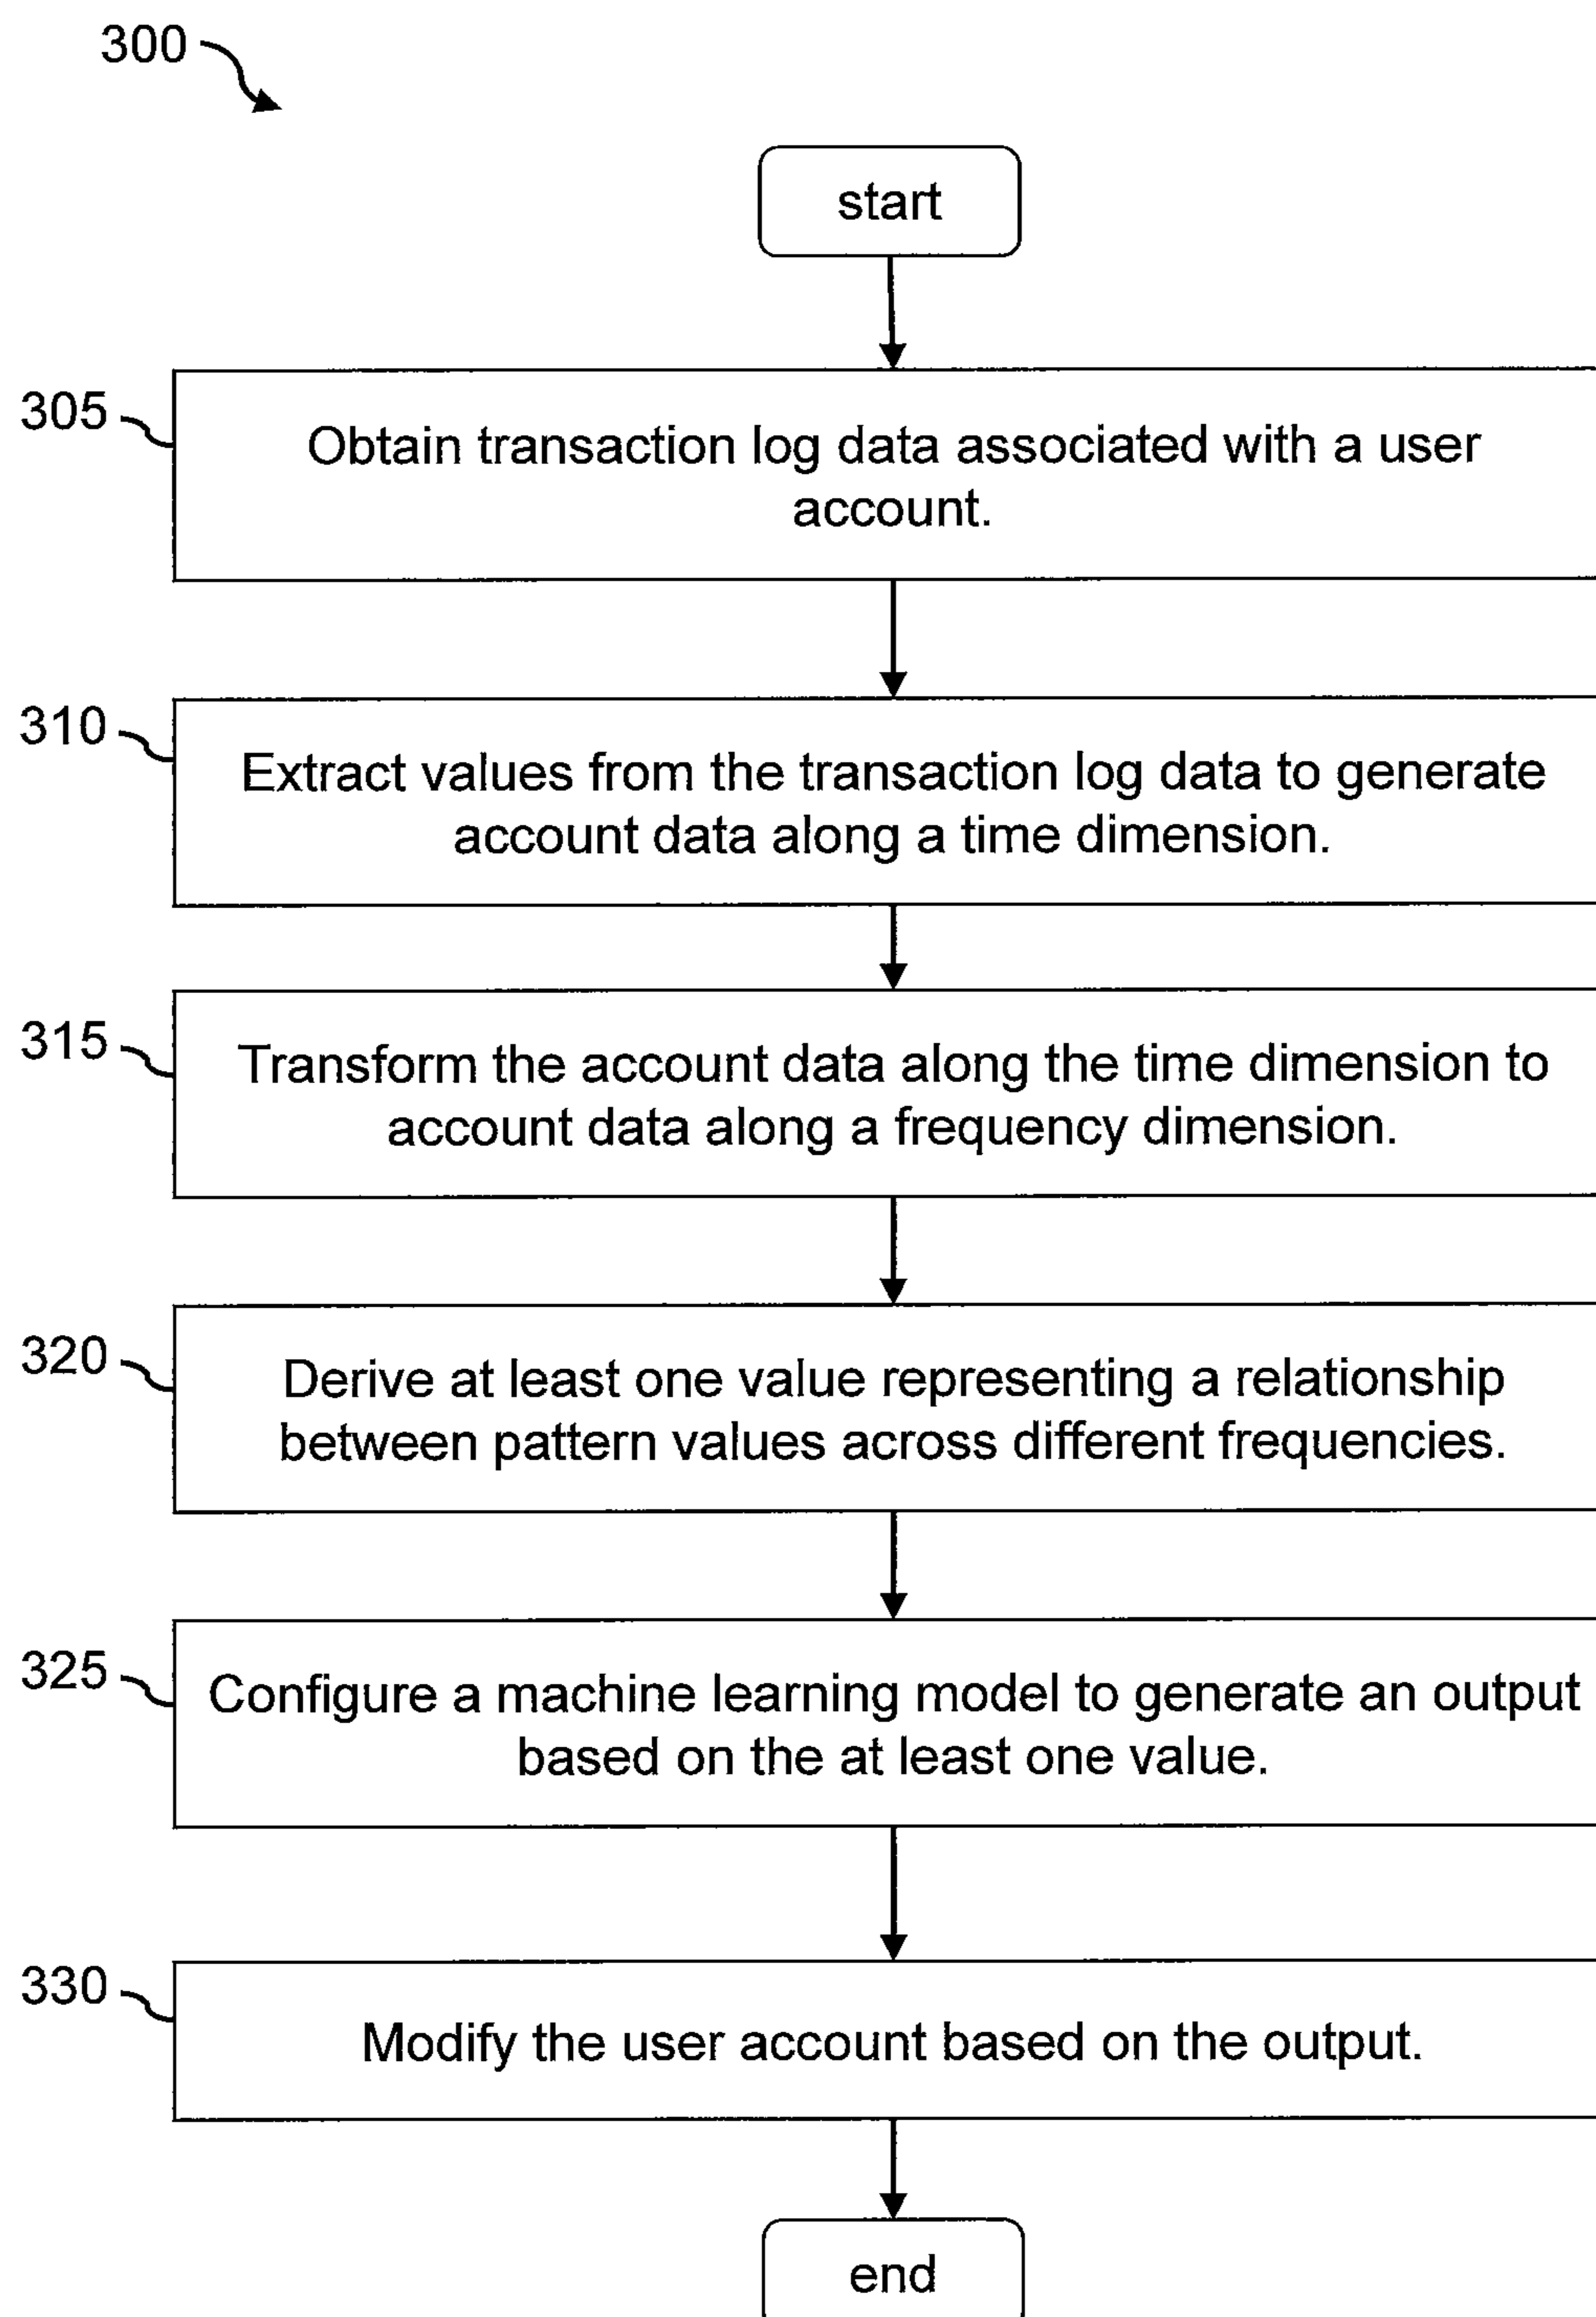 300
start
305
Obtain transaction log data associated with a user
account.
310
Extract values from the transaction log data to generate
account data along a time dimension.
315
Transform the account data along the time dimension to
account data along a frequency dimension.
320
Derive at least one value representing a relationship
between pattern values across different frequencies.
325
Configure a machine learning model to generate an output
based on the at least one value.
330
Modify the user account based on the output.
end